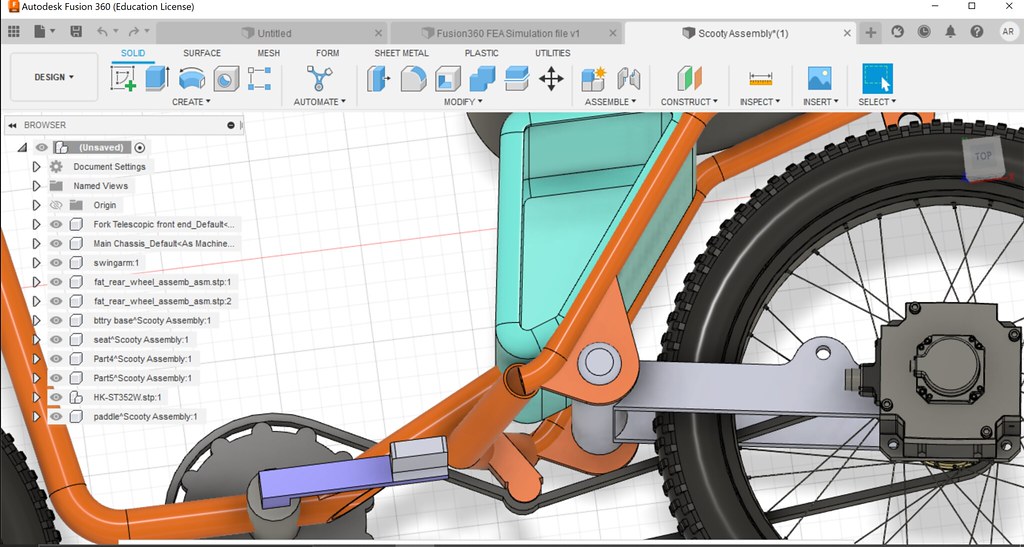 Autodesk Fusion 360 (Education License)
Untitled
Fusion360 FEA Simulation file v1
Scooty Assembly*(1)
AR
SOLID SURFACE MESH FORM SHEET METAL PLASTIC UTILITIES
DESIGN
CREATE AUTOMATE MODIFY ASSEMBLE CONSTRUCT INSPECT INSERT SELECT
BROWSER
(Unsaved)
Document Settings
Named Views
Origin
Fork Telescopic front end_Default<...
Main Chassis_Default<As Machine...
swingarm:1
fat_rear_wheel_assemb_asm.stp:1
fat_rear_wheel_assemb_asm.stp:2
bttry base^Scooty Assembly:1
seat^Scooty Assembly:1
Part4^Scooty Assembly:1
Part5^Scooty Assembly:1
HK-ST352W.stp:1
paddle^Scooty Assembly:1
TOP
X